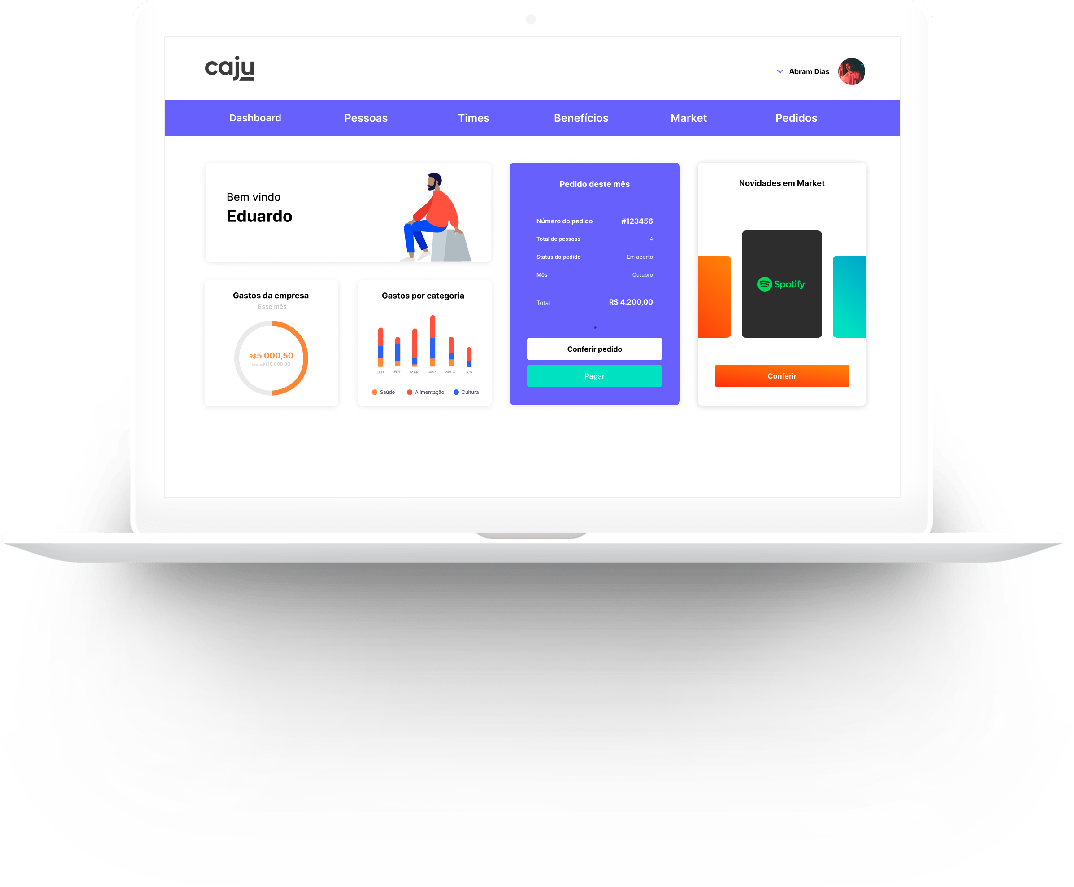 caju
Abram Dias
Dashboard Pessoas Times Benefícios Market Pedidos
Bem vindo
Eduardo
Gastos da empresa
Esse mês
R$5.000,50
Gastos por categoria
Saúde Alimentação Cultura
Pedido deste mês
Número do pedido #123456
Total de pessoas 4
Status do pedido Em aberto
Mês Outubro
Total R$ 4.200,00
Conferir pedido
Pagar
Novidades em Market
Spotify
Conferir